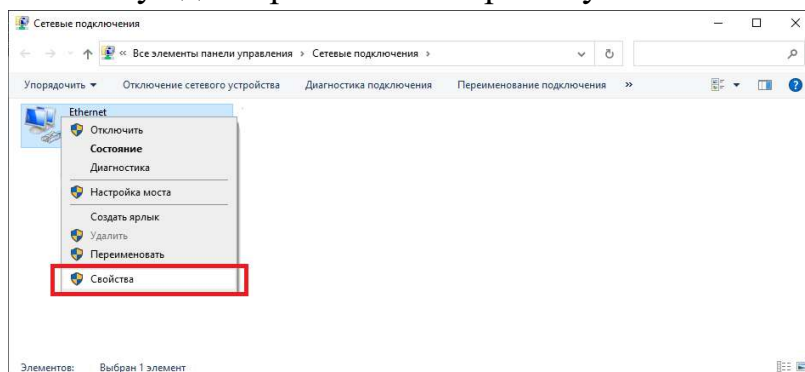 Сетевые подключения
« Все элементы панели управления › Сетевые подключения ›
Упорядочить Отключение сетевого устройства Диагностика подключения Переименование подключения »
Ethernet
Отключить
Состояние
Диагностика
Настройка моста
Создать ярлык
Удалить
Переименовать
Свойства
Элементов: Выбран 1 элемент